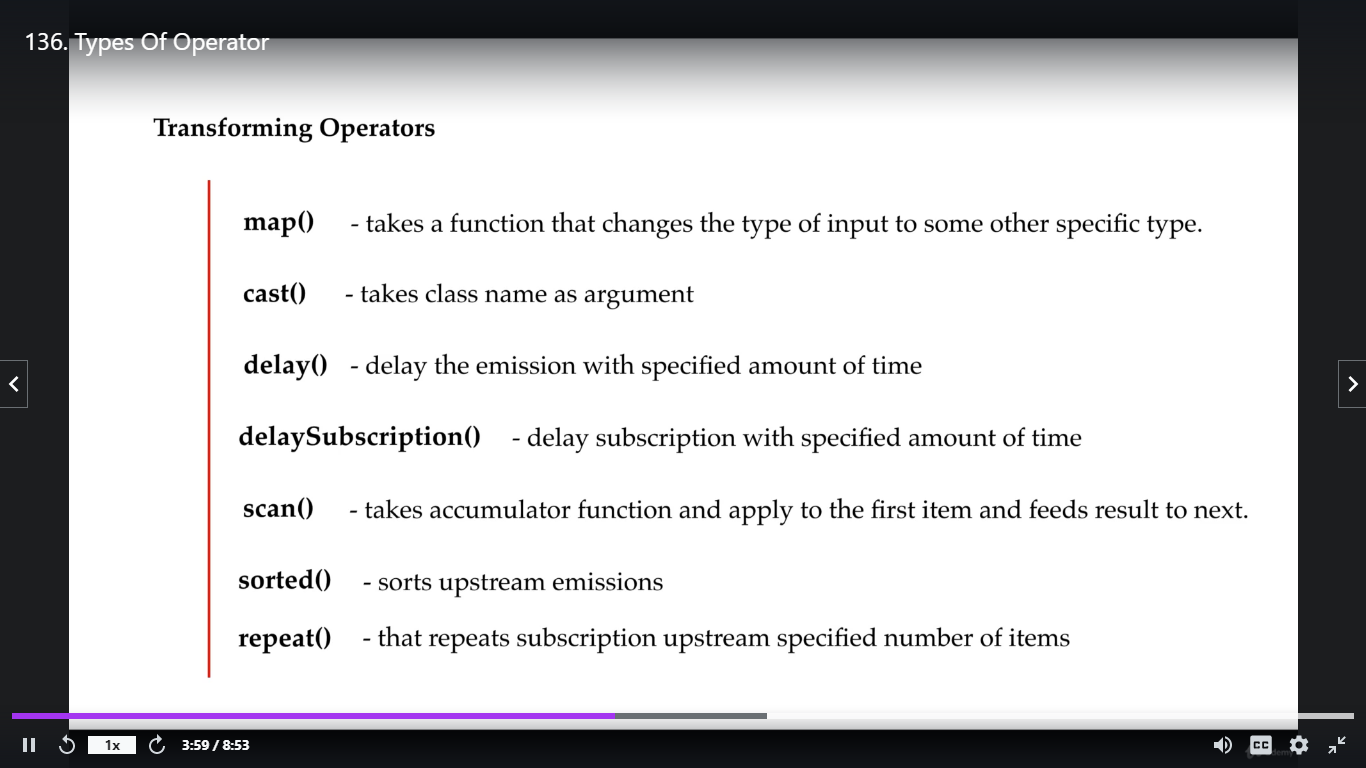 136. Types Of Operator
Transforming Operators
map() - takes a function that changes the type of input to some other specific type.
cast() - takes class name as argument
delay() - delay the emission with specified amount of time
delaySubscription() - delay subscription with specified amount of time
scan() - takes accumulator function and apply to the first item and feeds result to next.
sorted() - sorts upstream emissions
repeat() - that repeats subscription upstream specified number of items
1x 3:59 / 8:53 CC